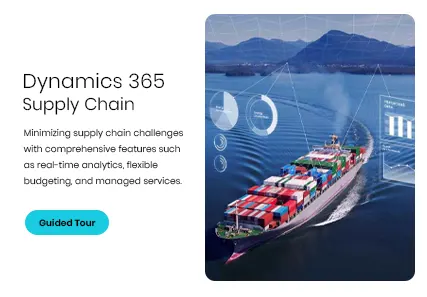 Dynamics 365
Supply Chain
Minimizing supply chain challenges
with comprehensive features such
as real-time analytics, flexible
budgeting, and managed services.
Guided Tour